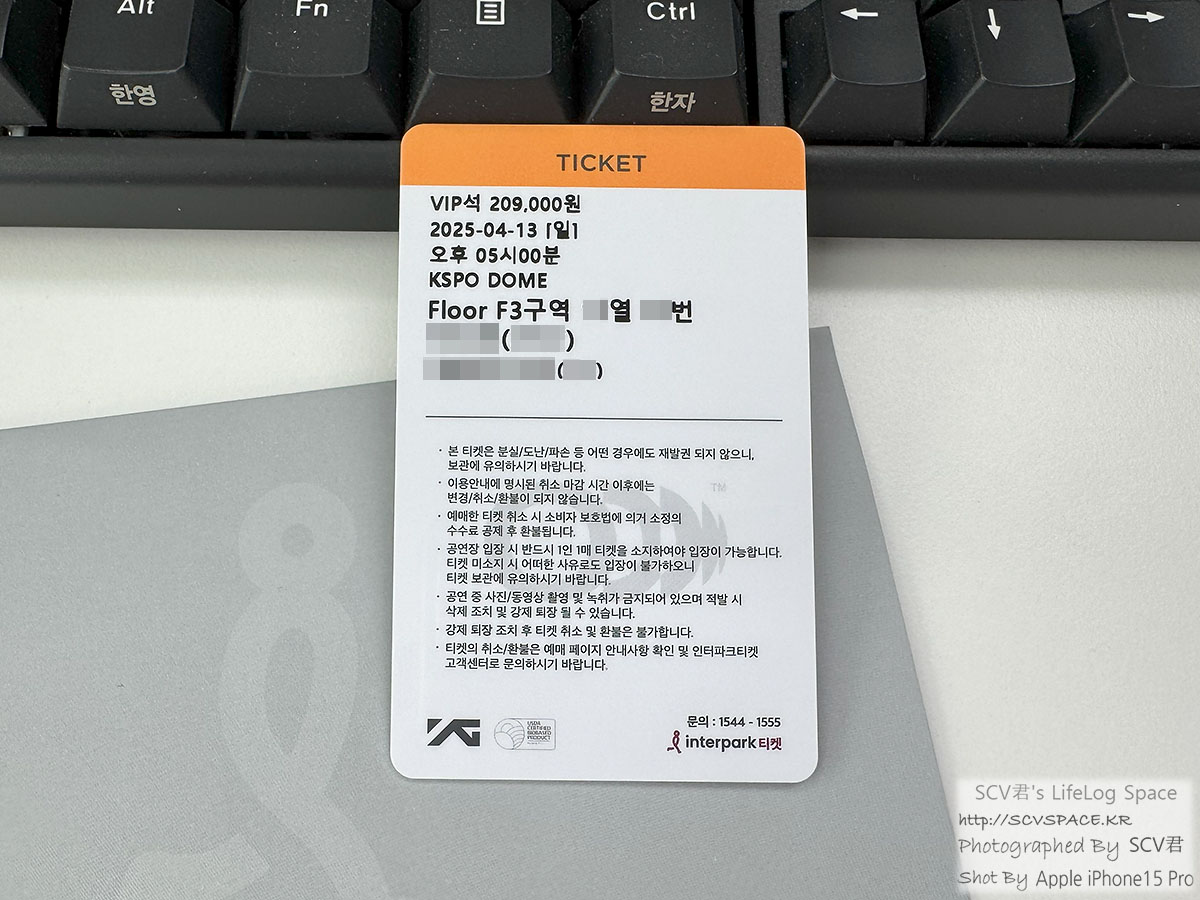 Alt
Fn
Ctrl
한영
한자
TICKET
VIP석 209,000원
2025-04-13 [일]
오후 05시00분
KSPO DOME
Floor F3구역 열 번
( )
( )
· 본 티켓은 분실/도난/파손 등 어떤 경우에도 재발권 되지 않으니,
보관에 유의하시기 바랍니다.
· 이용안내에 명시된 취소 마감 시간 이후에는
변경/취소/환불이 되지 않습니다.
· 예매한 티켓 취소 시 소비자 보호법에 의거 소정의
수수료 공제 후 환불됩니다.
· 공연장 입장 시 반드시 1인 1매 티켓을 소지하여야 입장이 가능합니다.
티켓 미소지 시 어떠한 사유로도 입장이 불가하오니
티켓 보관에 유의하시기 바랍니다.
· 공연 중 사진/동영상 촬영 및 녹취가 금지되어 있으며 적발 시
삭제 조치 및 강제 퇴장 될 수 있습니다.
· 강제 퇴장 조치 후 티켓 취소 및 환불은 불가합니다.
· 티켓의 취소/환불은 예매 페이지 안내사항 확인 및 인터파크티켓
고객센터로 문의하시기 바랍니다.
YG
USDA
CERTIFIED
BIOBASED
PRODUCT
문의 : 1544 - 1555
interpark 티켓
SCV君's LifeLog Space
http://SCVSPACE.KR
Photographed By SCV君
Shot By Apple iPhone15 Pro